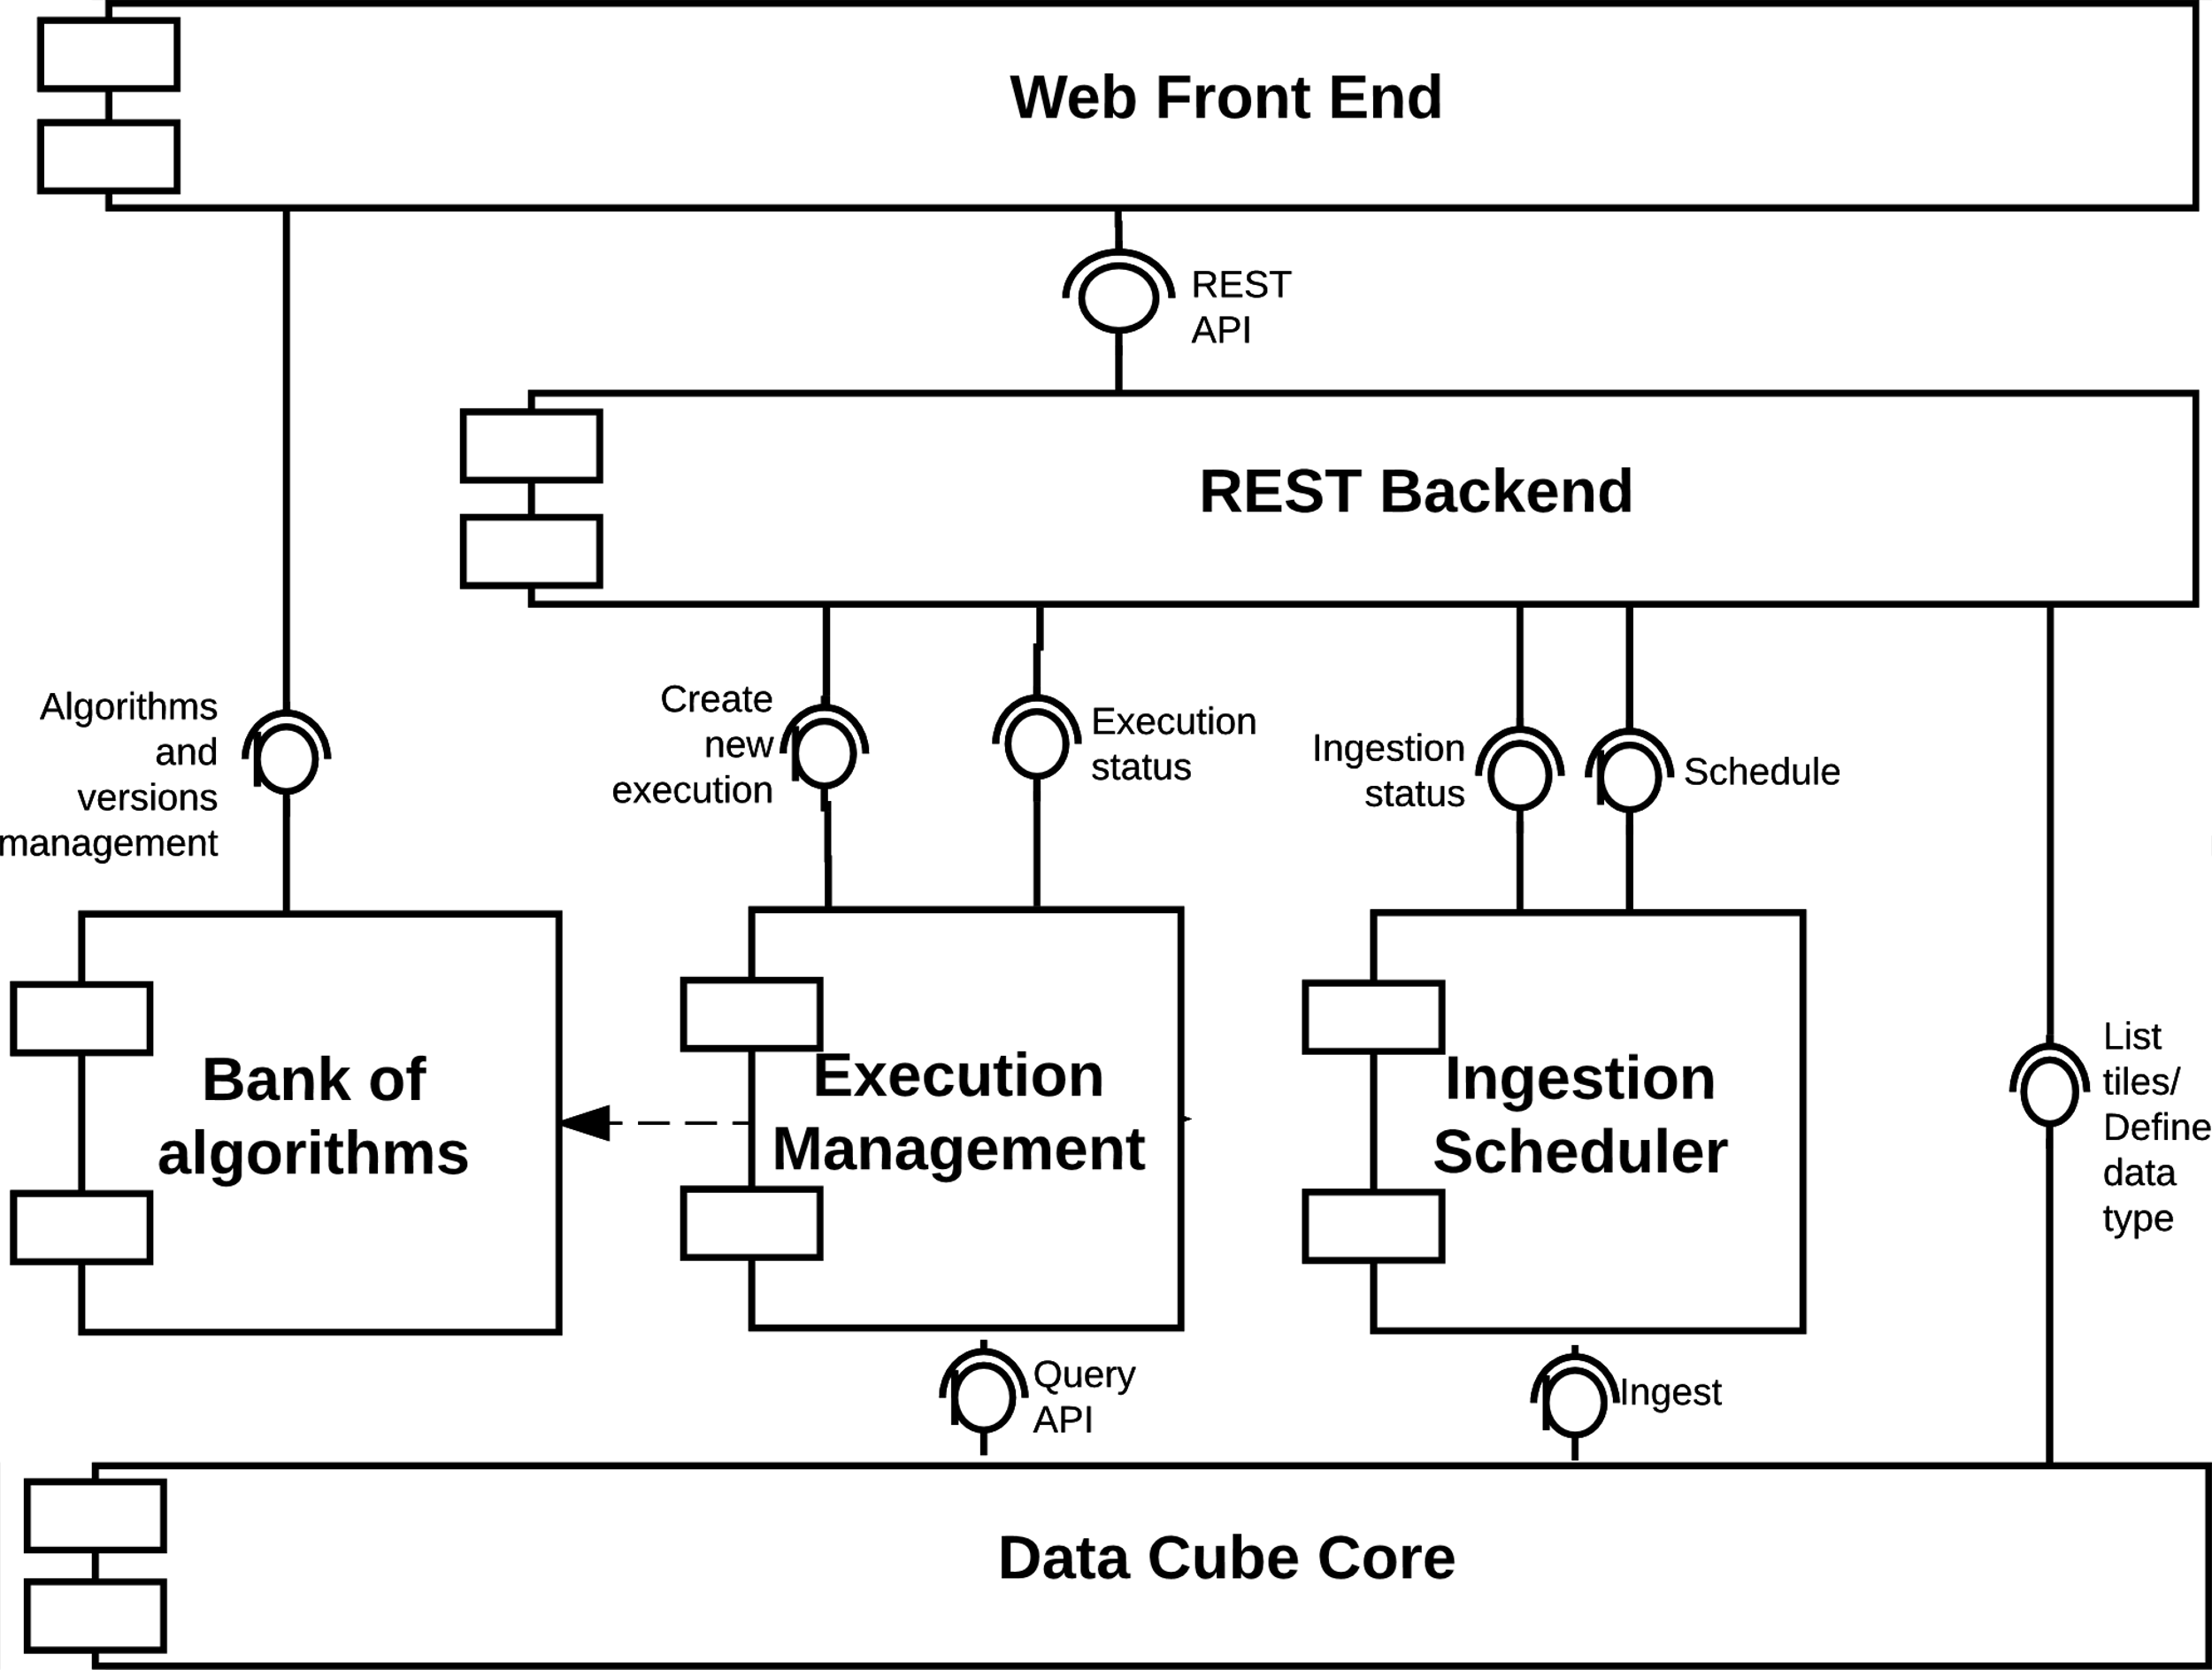 Web Front End
REST
API
REST Backend
Algorithms
and
versions
management
Create
new
execution
Execution
status
Ingestion
status
Schedule
Bank of
algorithms
Execution
Management
Ingestion
Scheduler
List
tiles/
Define
data
type
Query
API
Ingest
Data Cube Core